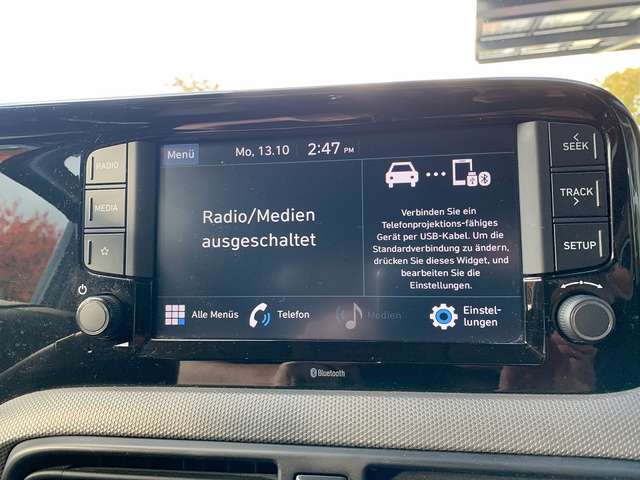 Menü
Mo, 13.10
2:47 PM
RADIO
MEDIA
Radio/Medien
ausgeschaltet
Verbinden Sie ein
Telefonprojektions-fähiges
Gerät per USB-Kabel. Um die
Standardverbindung zu ändern,
drücken Sie dieses Widget, und
bearbeiten Sie die
Einstellungen.
Alle Menüs
Telefon
Medien
Einstel-
lungen
< SEEK
TRACK >
SETUP
Bluetooth